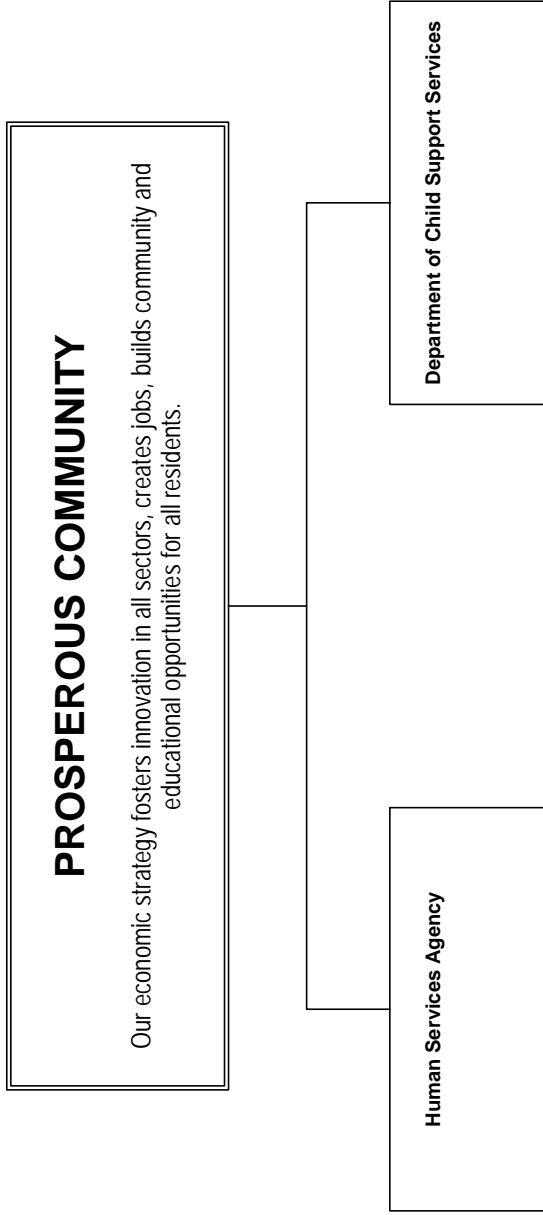 PROSPEROUS COMMUNITY
Our economic strategy fosters innovation in all sectors, creates jobs, builds community and
educational opportunities for all residents.
Human Services Agency
Department of Child Support Services